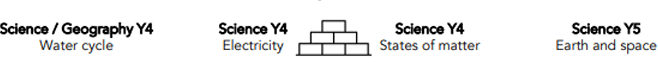 Science / Geography Y4
Water cycle
Science Y4
Electricity
Science Y4
States of matter
Science Y5
Earth and space